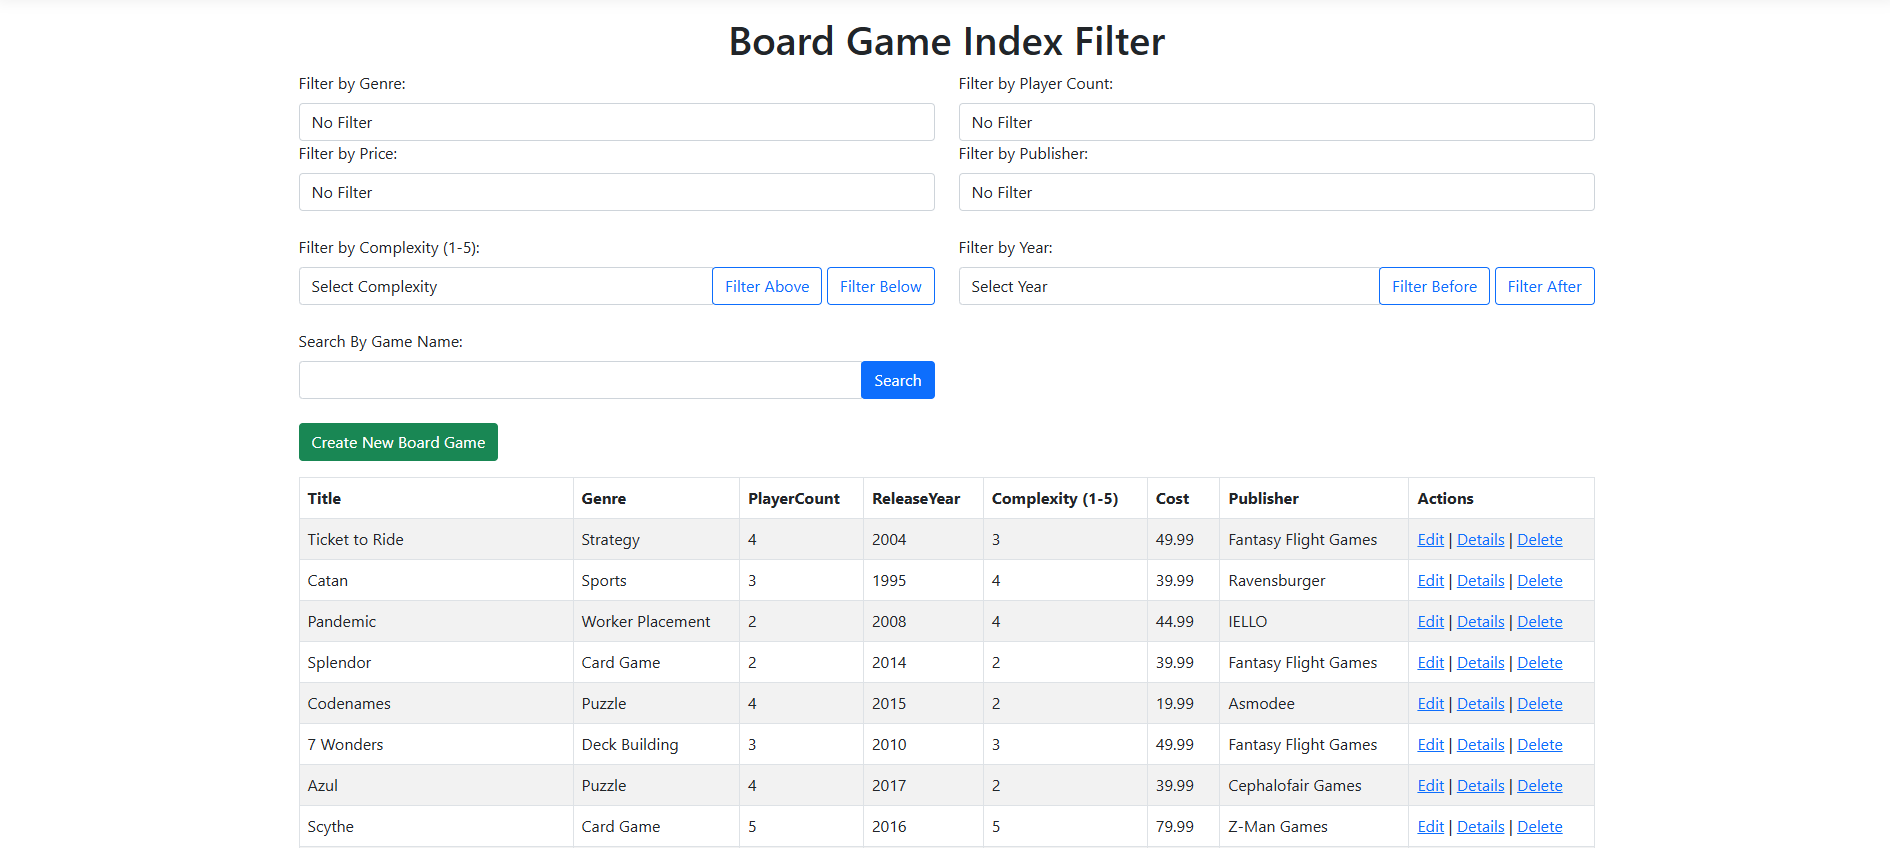 Board Game Index Filter
Filter by Genre: Filter by Player Count:
No Filter No Filter
Filter by Price: Filter by Publisher:
No Filter No Filter
Filter by Complexity (1-5): Filter by Year:
Select Complexity Filter Above Filter Below Select Year Filter Before Filter After
Search By Game Name:
Search
Create New Board Game
Title Genre PlayerCount ReleaseYear Complexity (1-5) Cost Publisher Actions
Ticket to Ride Strategy 4 2004 3 49.99 Fantasy Flight Games Edit | Details | Delete
Catan Sports 3 1995 4 39.99 Ravensburger Edit | Details | Delete
Pandemic Worker Placement 2 2008 4 44.99 IELLO Edit | Details | Delete
Splendor Card Game 2 2014 2 39.99 Fantasy Flight Games Edit | Details | Delete
Codenames Puzzle 4 2015 2 19.99 Asmodee Edit | Details | Delete
7 Wonders Deck Building 3 2010 3 49.99 Fantasy Flight Games Edit | Details | Delete
Azul Puzzle 4 2017 2 39.99 Cephalofair Games Edit | Details | Delete
Scythe Card Game 5 2016 5 79.99 Z-Man Games Edit | Details | Delete